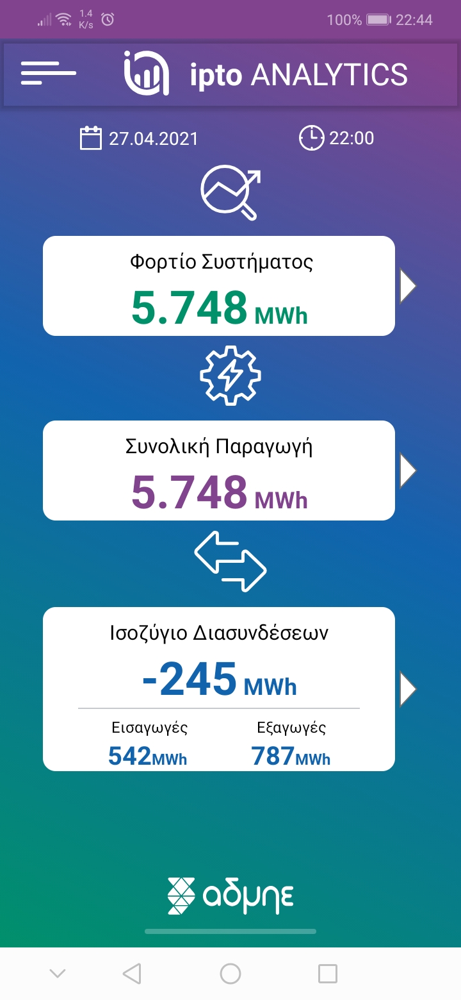 1.4
K/s
100% 22:44
ipto ANALYTICS
27.04.2021 22:00
Φορτίο Συστήματος
5.748 MWh
Συνολική Παραγωγή
5.748 MWh
Ισοζύγιο Διασυνδέσεων
-245 MWh
Εισαγωγές Εξαγωγές
542MWh 787MWh
αδμηε